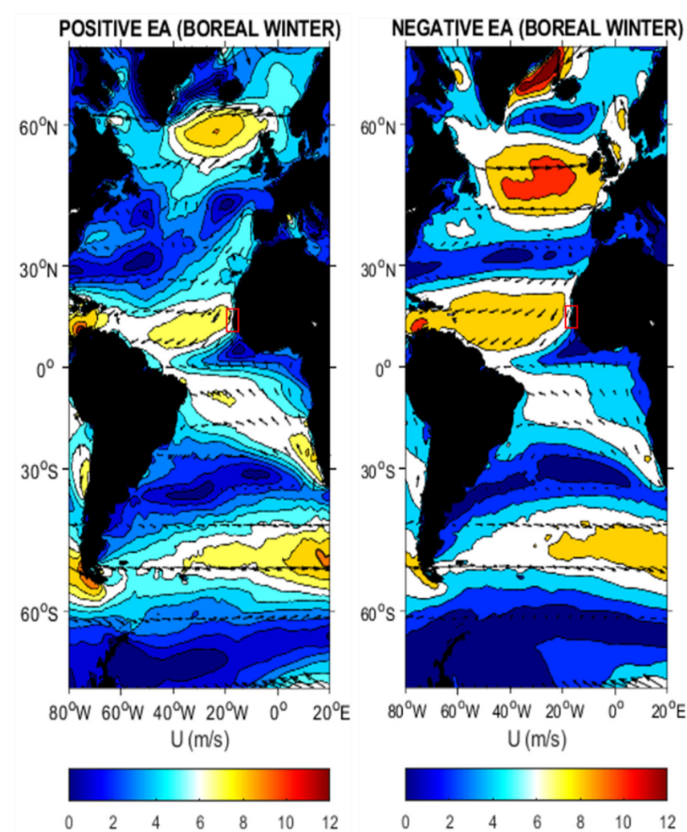 POSITIVE EA (BOREAL WINTER)
60°N
30°N
0°
30°S
60°S
80°W 60°W 40°W 20°W 0° 20°E
U (m/s)
0 2 4 6 8 10 12
NEGATIVE EA (BOREAL WINTER)
60°N
30°N
0°
30°S
60°S
80°W 60°W 40°W 20°W 0° 20°E
U (m/s)
0 2 4 6 8 10 12